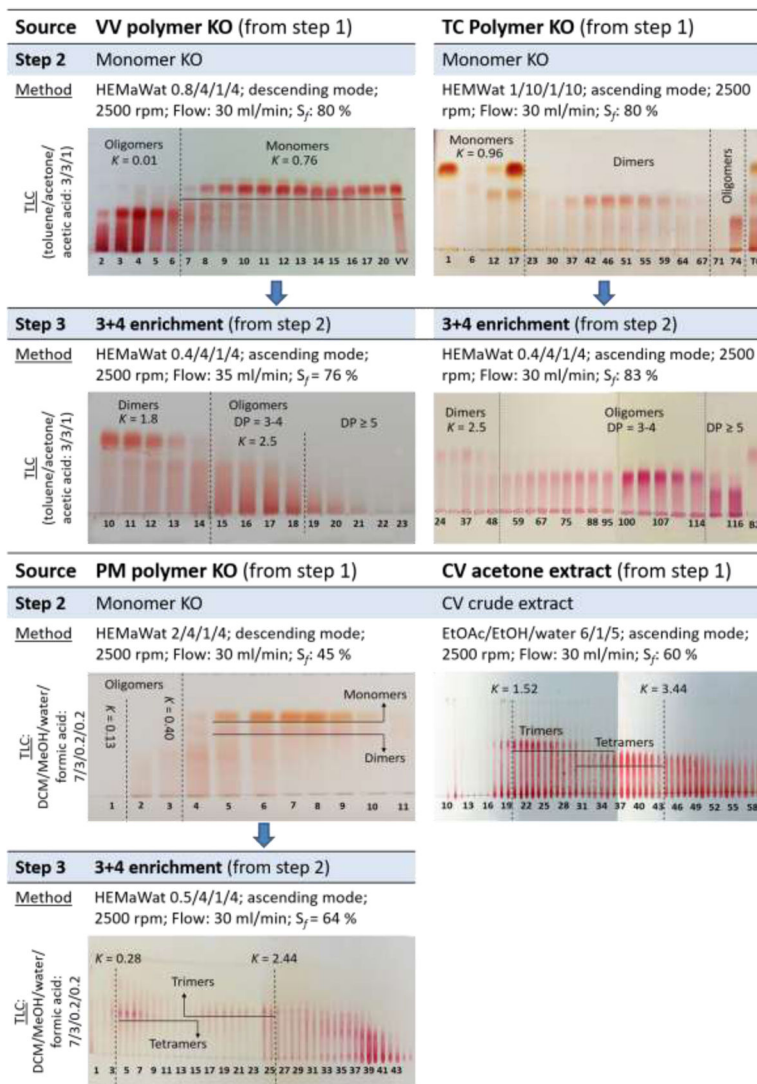 Source VV polymer KO (from step 1) TC Polymer KO (from step 1)
Step 2 Monomer KO Monomer KO
Method HEMaWat 0.8/4/1/4; descending mode; HEMWat 1/10/1/10; ascending mode; 2500
2500 rpm; Flow: 30 ml/min; Sf: 80 % rpm; Flow: 30 ml/min; Sf: 80 %
TLC
(toluene/acetone/
acetic acid: 3/3/1)
Oligomers
K = 0.01
Monomers
K = 0.76
2 3 4 5 6 7 8 9 10 11 12 13 14 15 16 17 20 VV
Monomers
K = 0.96
Dimers
Oligomers
1 6 12 17 23 30 37 42 46 51 55 59 64 67 71 74
Step 3 3+4 enrichment (from step 2) 3+4 enrichment (from step 2)
Method HEMaWat 0.4/4/1/4; ascending mode; HEMaWat 0.4/4/1/4; ascending mode; 2500
2500 rpm; Flow: 35 ml/min; Sf = 76 % rpm; Flow: 30 ml/min; Sf: 83 %
TLC
(toluene/acetone/
acetic acid: 3/3/1)
Dimers
K = 1.8
Oligomers
DP = 3-4
K = 2.5
DP ≥ 5
10 11 12 13 14 15 16 17 18 19 20 21 22 23
Dimers
K = 2.5
Oligomers
DP = 3-4
DP ≥ 5
24 37 48 59 67 75 88 95 100 107 114 116
Source PM polymer KO (from step 1) CV acetone extract (from step 1)
Step 2 Monomer KO CV crude extract
Method HEMaWat 2/4/1/4; descending mode; EtOAc/EtOH/water 6/1/5; ascending mode;
2500 rpm; Flow: 30 ml/min; Sf: 45 % 2500 rpm; Flow: 30 ml/min; Sf: 60 %
TLC:
DCM/MeOH/water/
formic acid:
7/3/0.2/0.2
Oligomers
K = 0.13
K = 0.40
Monomers
Dimers
1 2 3 4 5 6 7 8 9 10 11
K = 1.52
K = 3.44
Trimers
Tetramers
10 13 16 19 22 25 28 31 34 37 40 43 46 49 52 55 58
Step 3 3+4 enrichment (from step 2)
Method HEMaWat 0.5/4/1/4; ascending mode;
2500 rpm; Flow: 30 ml/min; Sf = 64 %
TLC:
DCM/MeOH/water/
formic acid:
7/3/0.2/0.2
K = 0.28
K = 2.44
Trimers
Tetramers
1 3 5 7 9 11 13 15 17 19 21 23 25 27 29 31 33 35 37 39 41 43